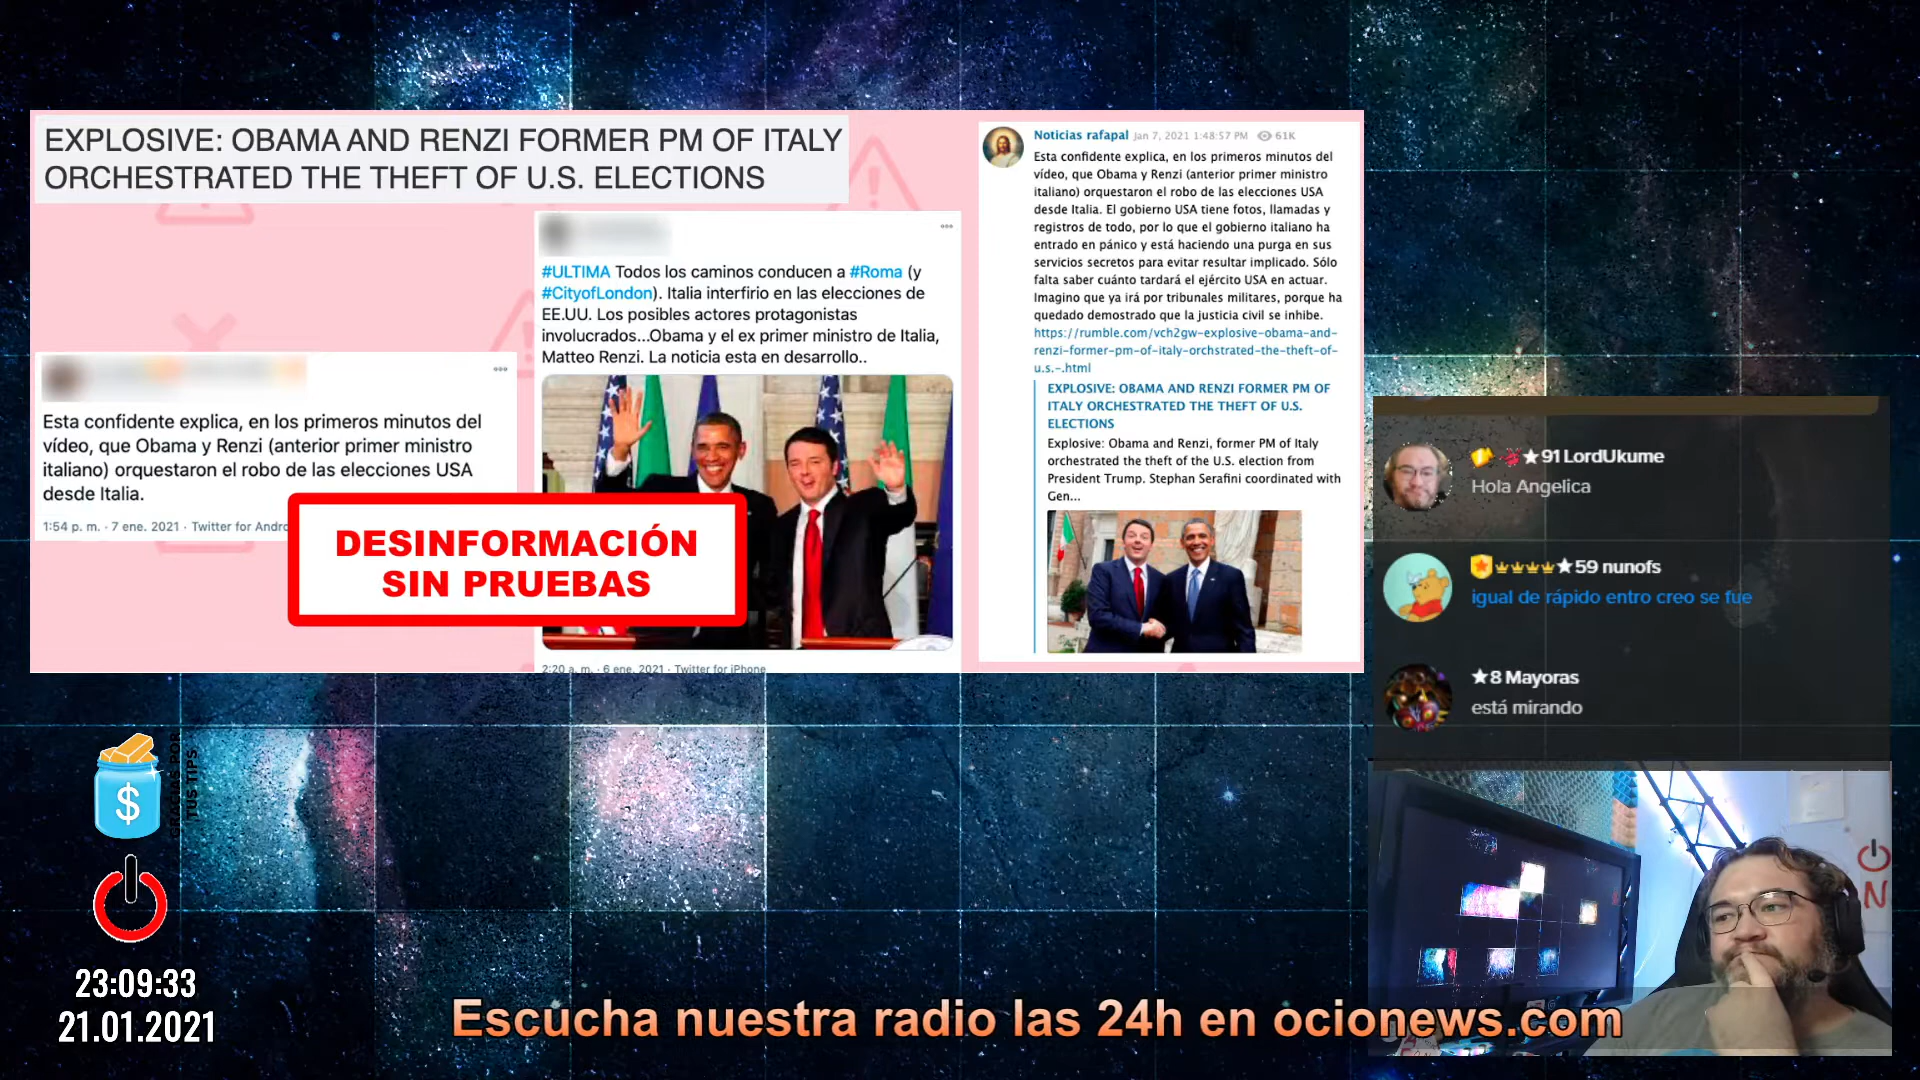 EXPLOSIVE: OBAMA AND RENZI FORMER PM OF ITALY
ORCHESTRATED THE THEFT OF U.S. ELECTIONS
Esta confidente explica, en los primeros minutos del
vídeo, que Obama y Renzi (anterior primer ministro
italiano) orquestaron el robo de las elecciones USA
desde Italia.
1:54 p. m. · 7 ene. 2021 · Twitter for Andro
#ULTIMA Todos los caminos conducen a #Roma (y
#CityofLondon). Italia interfirio en las elecciones de
EE.UU. Los posibles actores protagonistas
involucrados...Obama y el ex primer ministro de Italia,
Matteo Renzi. La noticia esta en desarrollo..
2:20 a. m. · 6 ene. 2021 · Twitter for iPhone
DESINFORMACIÓN
SIN PRUEBAS
Noticias rafapal Jan 7, 2021 1:48:57 PM 61K
Esta confidente explica, en los primeros minutos del
vídeo, que Obama y Renzi (anterior primer ministro
italiano) orquestaron el robo de las elecciones USA
desde Italia. El gobierno USA tiene fotos, llamadas y
registros de todo, por lo que el gobierno italiano ha
entrado en pánico y está haciendo una purga en sus
servicios secretos para evitar resultar implicado. Sólo
falta saber cuánto tardará el ejército USA en actuar.
Imagino que ya irá por tribunales militares, porque ha
quedado demostrado que la justicia civil se inhibe.
https://rumble.com/vch2gw-explosive-obama-and-
renzi-former-pm-of-italy-orchstrated-the-theft-of-
u.s.-.html
EXPLOSIVE: OBAMA AND RENZI FORMER PM OF
ITALY ORCHESTRATED THE THEFT OF U.S.
ELECTIONS
Explosive: Obama and Renzi, former PM of Italy
orchestrated the theft of the U.S. election from
President Trump. Stephan Serafini coordinated with
Gen...
91 LordUkume
Hola Angelica
59 nunofs
igual de rápido entro creo se fue
8 Mayoras
está mirando
$
GRACIAS POR
TUS TIPS
23:09:33
21.01.2021
Escucha nuestra radio las 24h en ocionews.com
N